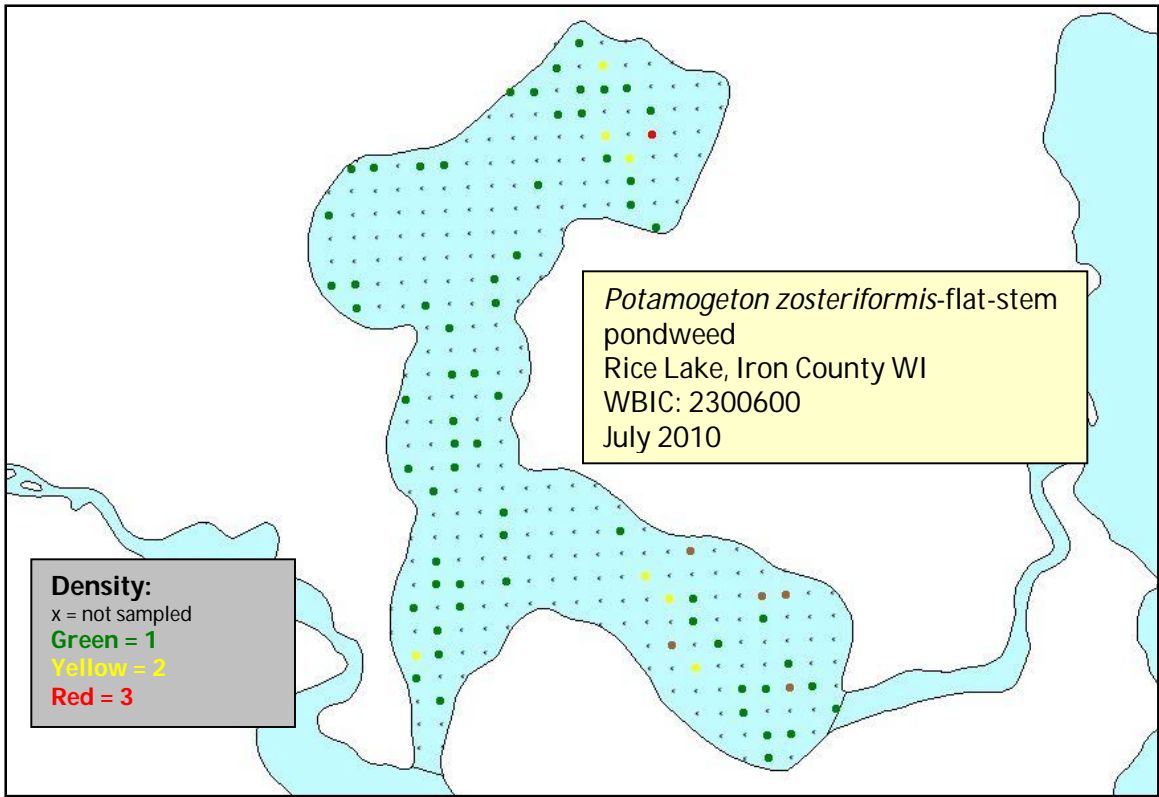 Potamogeton zosteriformis-flat-stem
pondweed
Rice Lake, Iron County WI
WBIC: 2300600
July 2010
Density:
x = not sampled
Green = 1
Yellow = 2
Red = 3